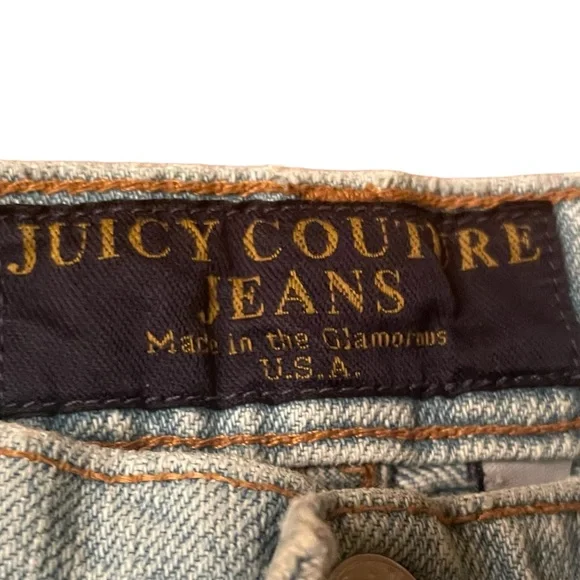 JUICY COUTURE
JEANS
Made in the Glamorous
U.S.A.